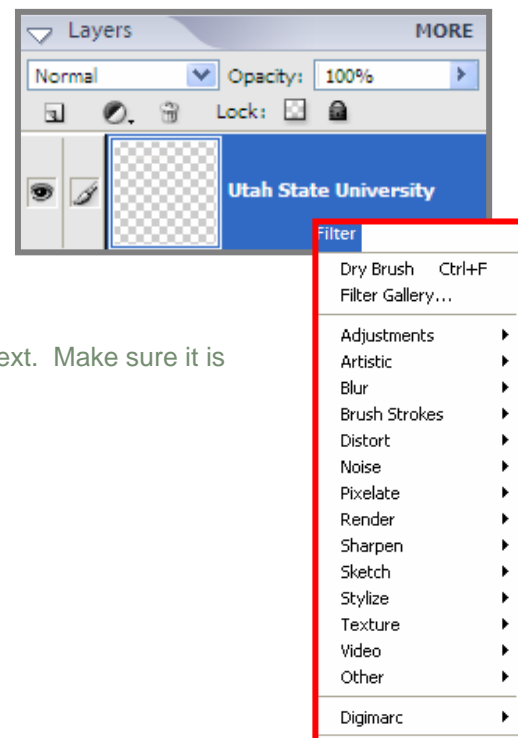 Layers MORE
Normal Opacity: 100%
Lock:
Utah State University
Filter
Dry Brush Ctrl+F
Filter Gallery...
ext. Make sure it is
Adjustments
Artistic
Blur
Brush Strokes
Distort
Noise
Pixelate
Render
Sharpen
Sketch
Stylize
Texture
Video
Other
Digimarc